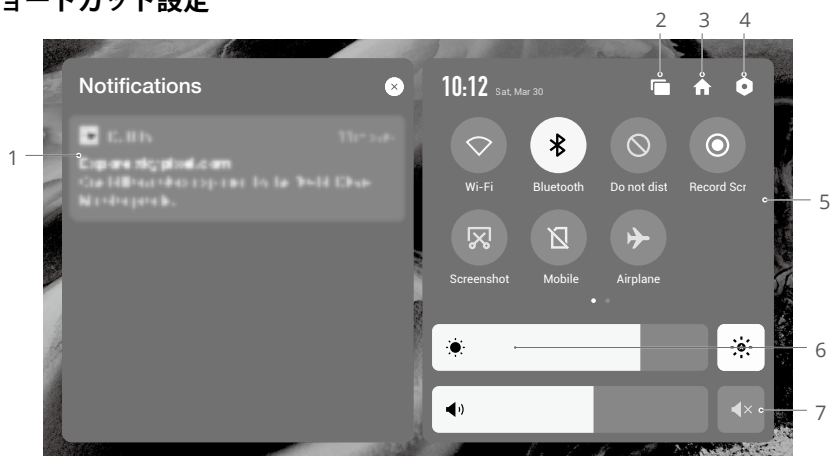 ョートカット設定
2 3 4
Notifications
10:12 Sat, Mar 30
1
Wi-Fi Bluetooth Do not dist Record Scr
5
Screenshot Mobile Airplane
6
7